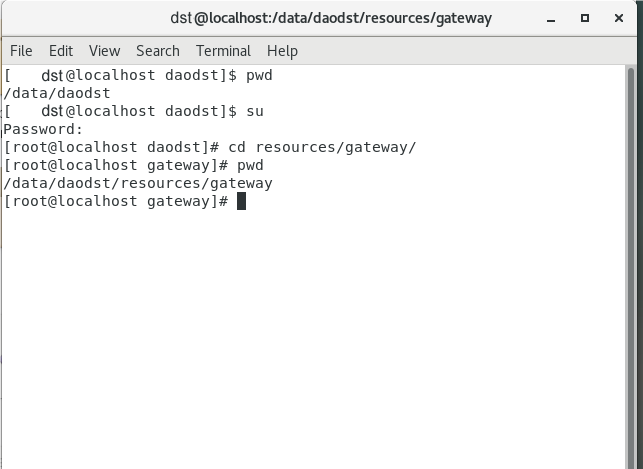 dst@localhost:/data/daodst/resources/gateway
File Edit View Search Terminal Help
[    dst@localhost daodst]$ pwd
/data/daodst
[    dst@localhost daodst]$ su
Password:
[root@localhost daodst]# cd resources/gateway/
[root@localhost gateway]# pwd
/data/daodst/resources/gateway
[root@localhost gateway]#